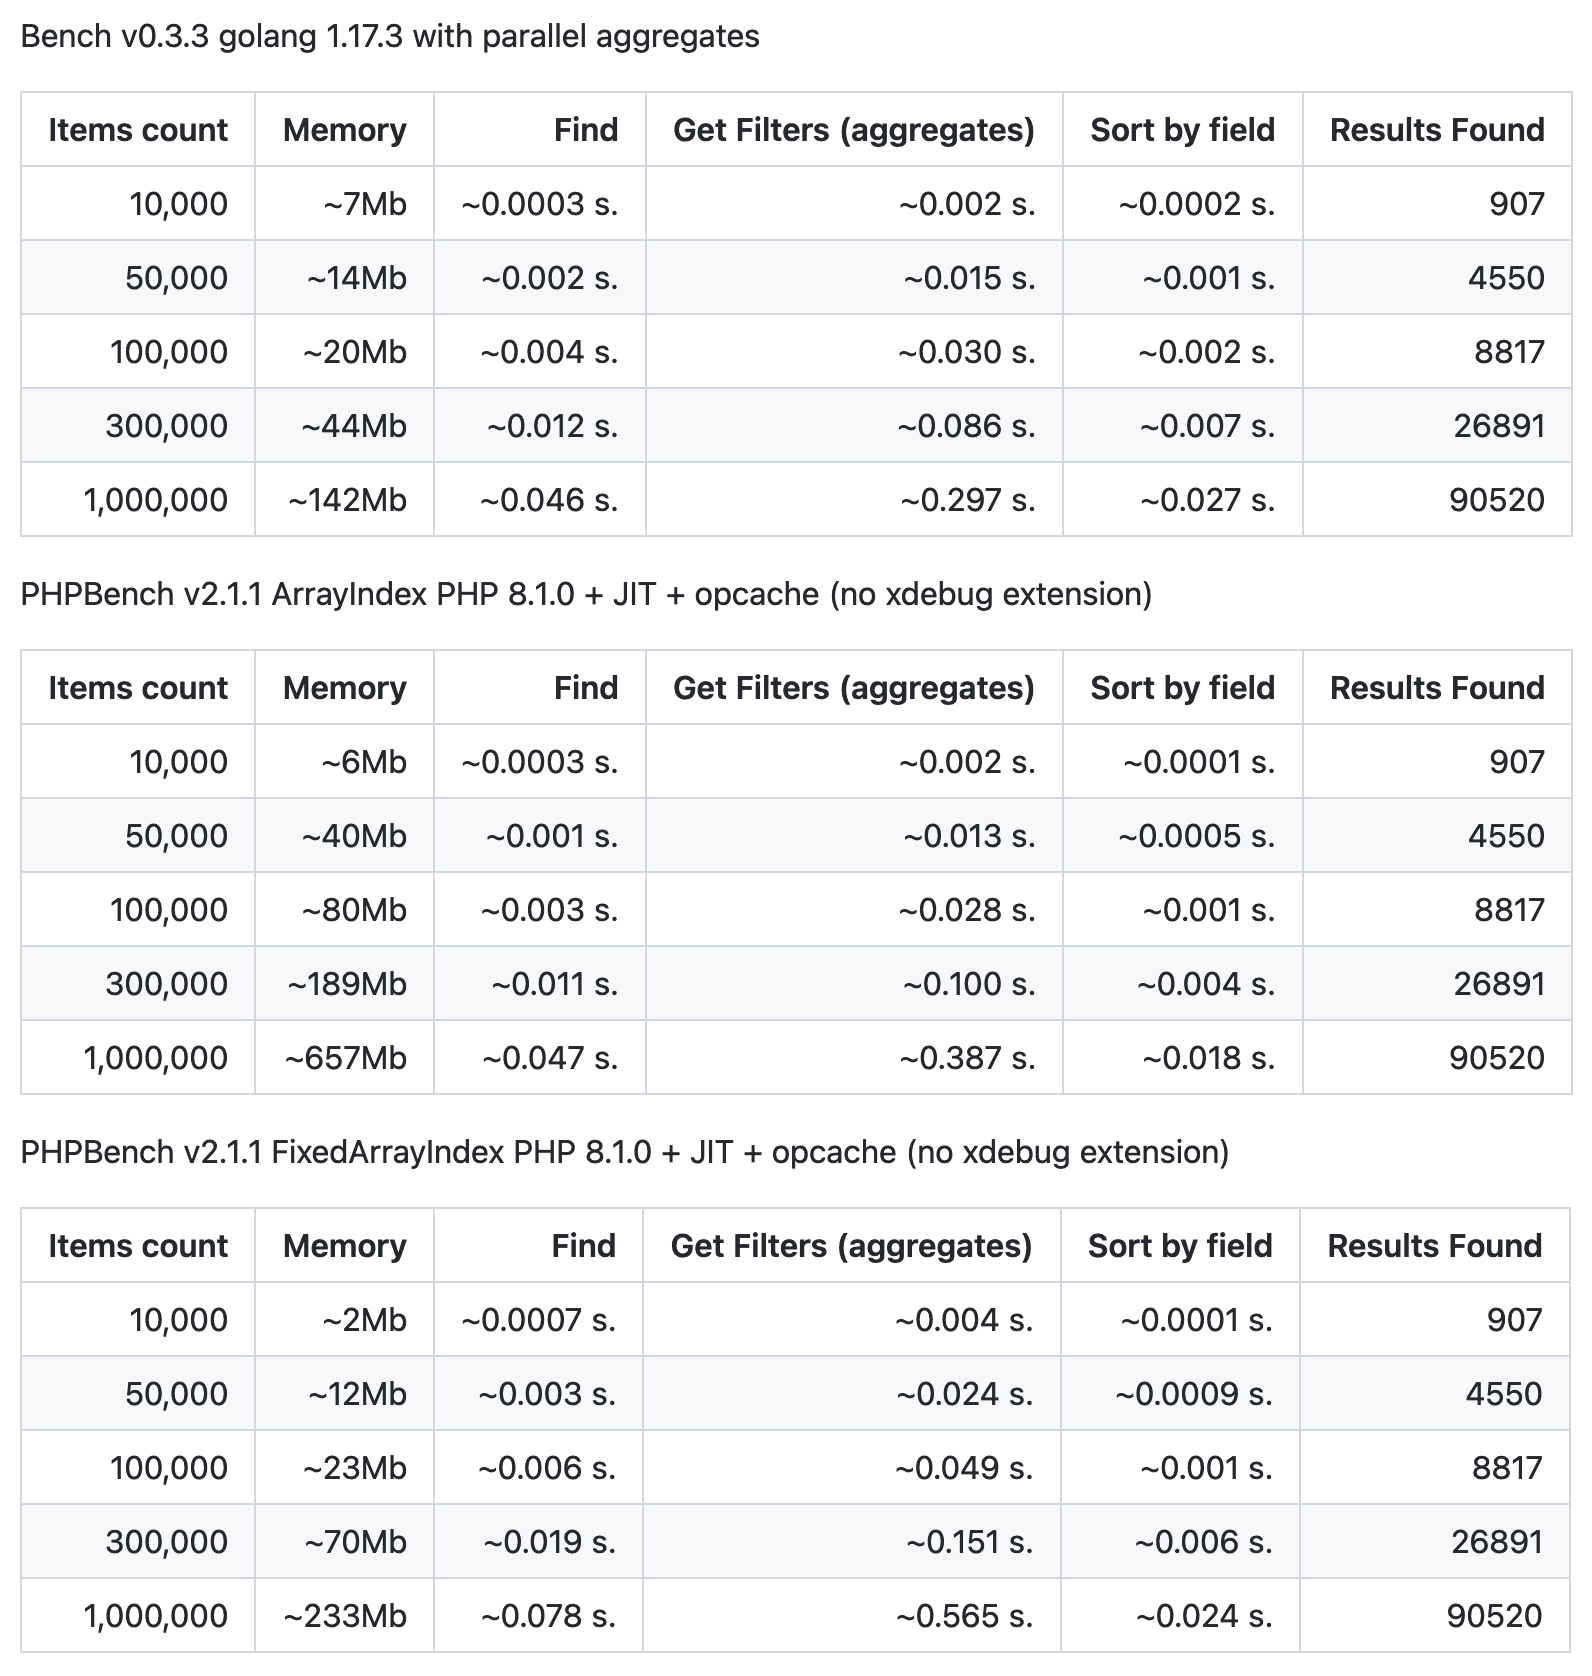 Bench v0.3.3 golang 1.17.3 with parallel aggregates
Items count Memory Find Get Filters (aggregates) Sort by field Results Found
10,000 ~7Mb ~0.0003 s. ~0.002 s. ~0.0002 s. 907
50,000 ~14Mb ~0.002 s. ~0.015 s. ~0.001 s. 4550
100,000 ~20Mb ~0.004 s. ~0.030 s. ~0.002 s. 8817
300,000 ~44Mb ~0.012 s. ~0.086 s. ~0.007 s. 26891
1,000,000 ~142Mb ~0.046 s. ~0.297 s. ~0.027 s. 90520
PHPBench v2.1.1 ArrayIndex PHP 8.1.0 + JIT + opcache (no xdebug extension)
Items count Memory Find Get Filters (aggregates) Sort by field Results Found
10,000 ~6Mb ~0.0003 s. ~0.002 s. ~0.0001 s. 907
50,000 ~40Mb ~0.001 s. ~0.013 s. ~0.0005 s. 4550
100,000 ~80Mb ~0.003 s. ~0.028 s. ~0.001 s. 8817
300,000 ~189Mb ~0.011 s. ~0.100 s. ~0.004 s. 26891
1,000,000 ~657Mb ~0.047 s. ~0.387 s. ~0.018 s. 90520
PHPBench v2.1.1 FixedArrayIndex PHP 8.1.0 + JIT + opcache (no xdebug extension)
Items count Memory Find Get Filters (aggregates) Sort by field Results Found
10,000 ~2Mb ~0.0007 s. ~0.004 s. ~0.0001 s. 907
50,000 ~12Mb ~0.003 s. ~0.024 s. ~0.0009 s. 4550
100,000 ~23Mb ~0.006 s. ~0.049 s. ~0.001 s. 8817
300,000 ~70Mb ~0.019 s. ~0.151 s. ~0.006 s. 26891
1,000,000 ~233Mb ~0.078 s. ~0.565 s. ~0.024 s. 90520